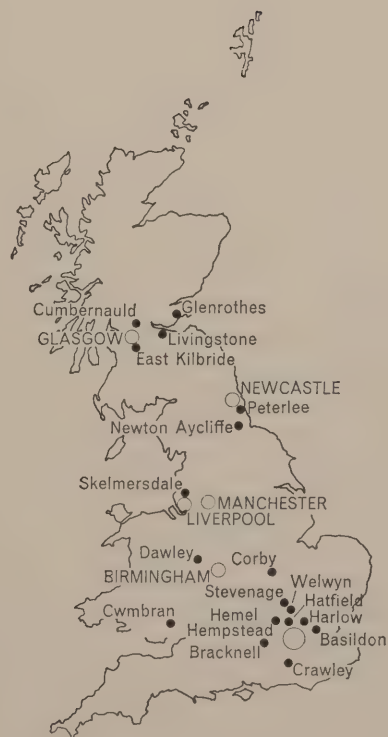 Cumbernauld
Glenrothes
GLASGOW
Livingstone
East Kilbride
NEWCASTLE
Peterlee
Newton Aycliffe
Skelmersdale
MANCHESTER
LIVERPOOL
Dawley
Corby
BIRMINGHAM
Welwyn
Stevenage
Hatfield
Cwmbran
Hemel
Hempstead
Harlow
Basildon
Bracknell
Crawley